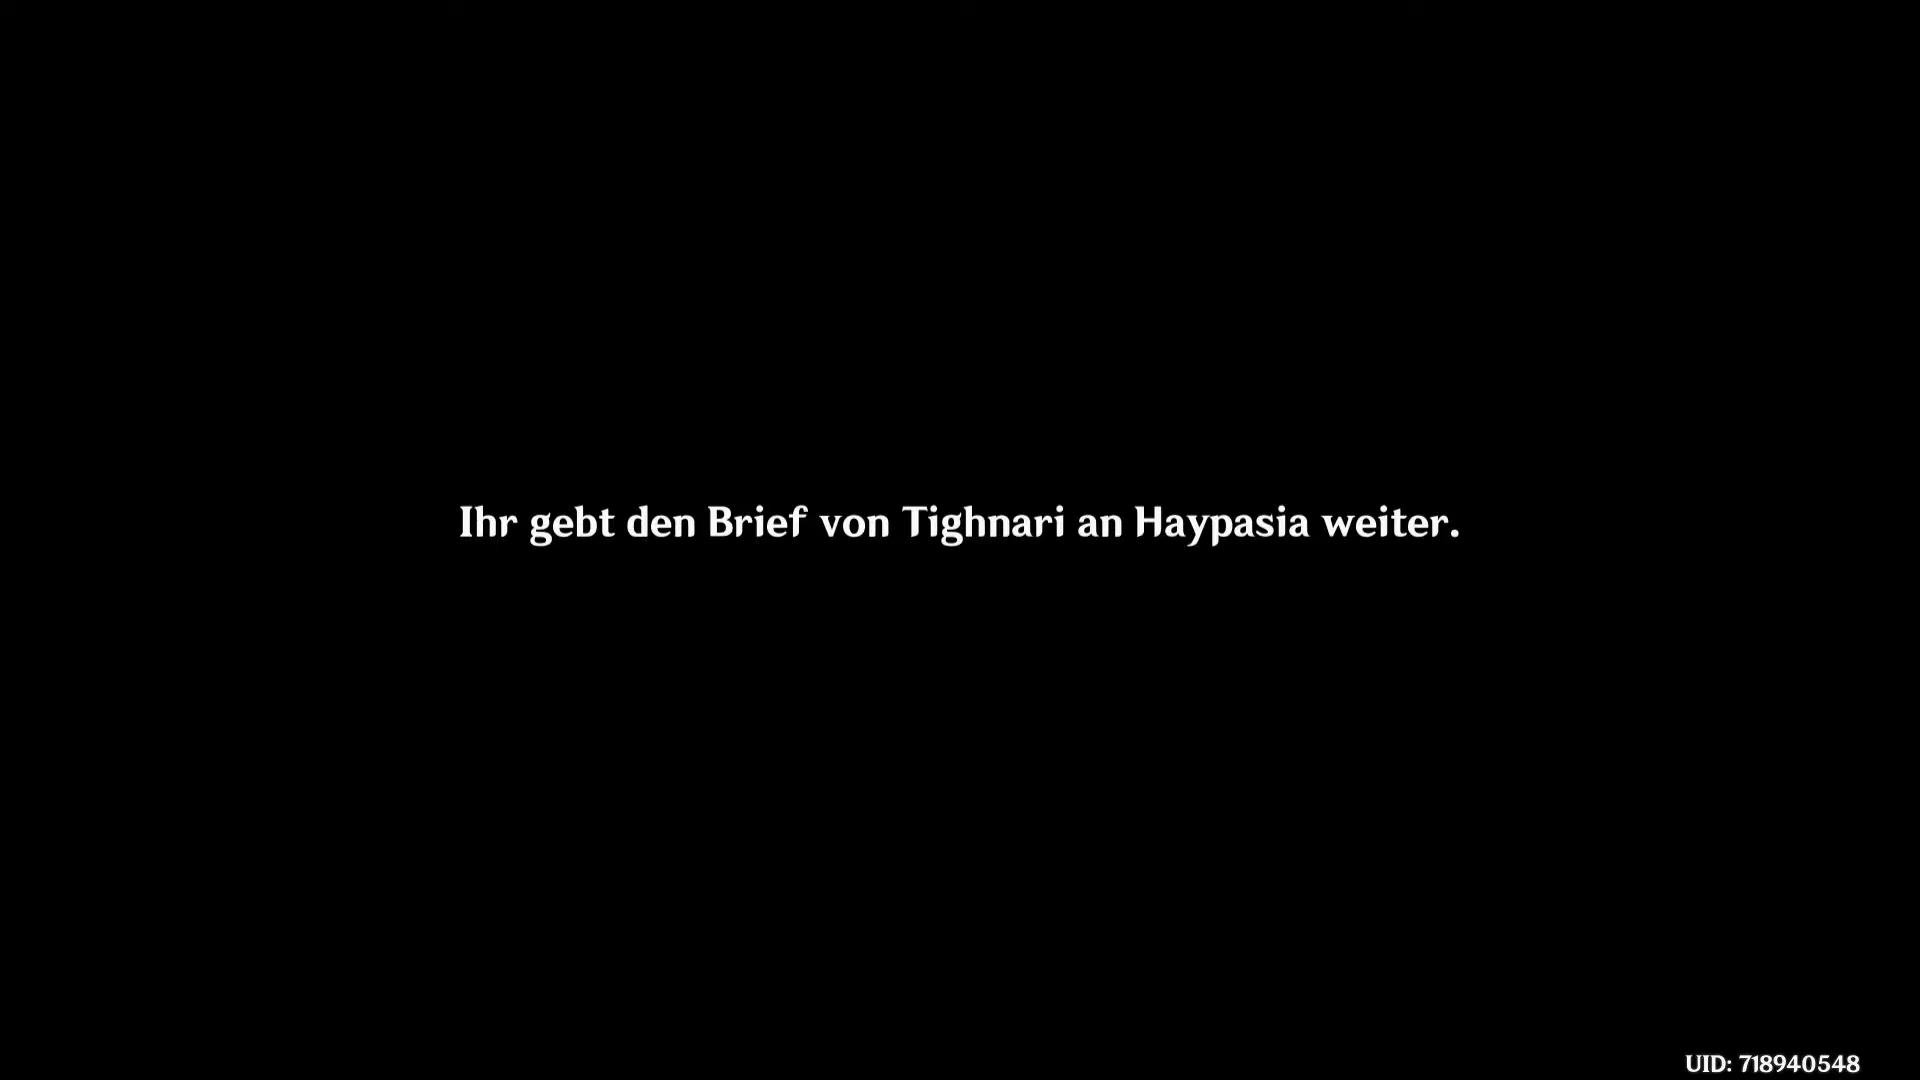 Ihr gebt den Brief von Tighnari an Haypasia weiter.
UID: 718940548